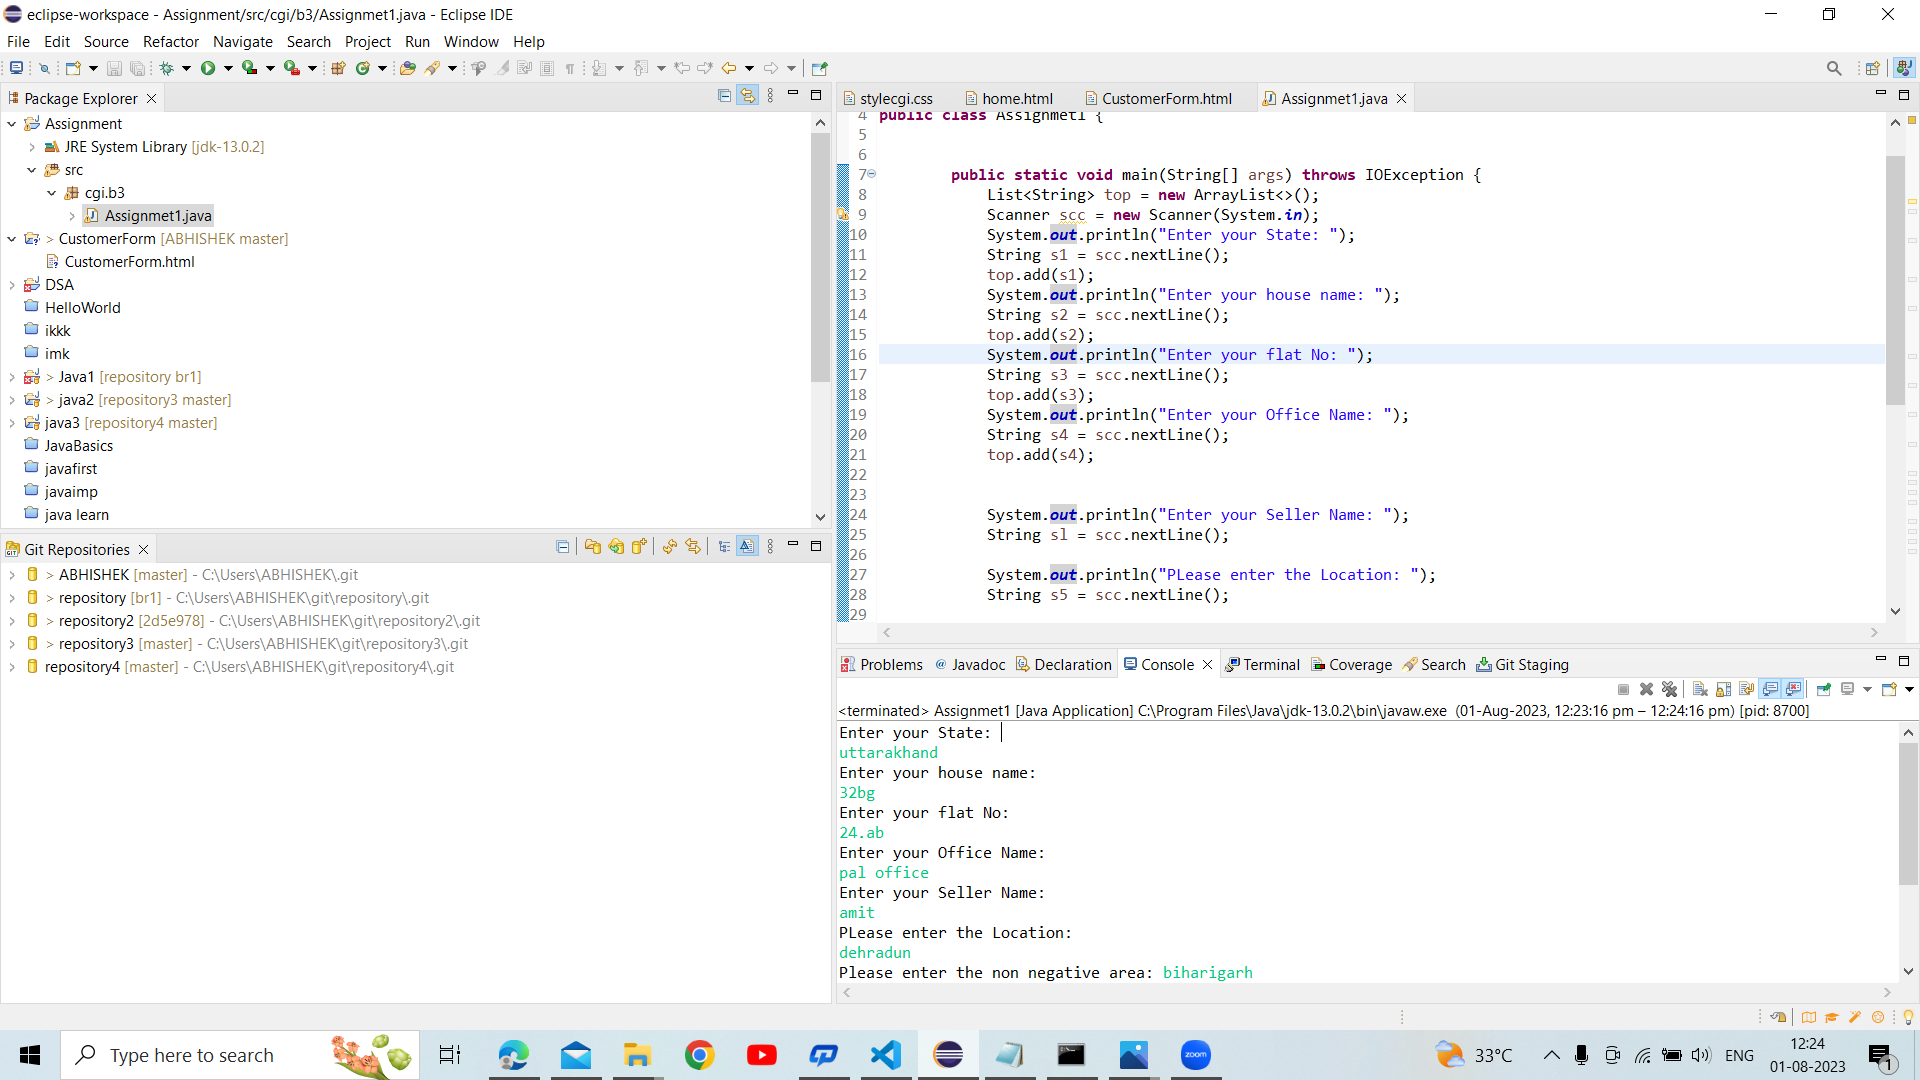 eclipse-workspace - Assignment/src/cgi/b3/Assignmet1.java - Eclipse IDE
File Edit Source Refactor Navigate Search Project Run Window Help
Package Explorer
Assignment
JRE System Library [jdk-13.0.2]
src
cgi.b3
Assignmet1.java
> CustomerForm [ABHISHEK master]
CustomerForm.html
DSA
HelloWorld
ikkk
imk
> Java1 [repository br1]
> java2 [repository3 master]
java3 [repository4 master]
JavaBasics
javafirst
javaimp
java learn
Git Repositories
> ABHISHEK [master] - C:\Users\ABHISHEK\.git
> repository [br1] - C:\Users\ABHISHEK\git\repository\.git
> repository2 [2d5e978] - C:\Users\ABHISHEK\git\repository2\.git
> repository3 [master] - C:\Users\ABHISHEK\git\repository3\.git
repository4 [master] - C:\Users\ABHISHEK\git\repository4\.git
stylecgi.css home.html CustomerForm.html Assignmet1.java
4 public class Assignmet1 {
5
6
7 public static void main(String[] args) throws IOException {
8 List<String> top = new ArrayList<>();
9 Scanner scc = new Scanner(System.in);
10 System.out.println("Enter your State: ");
11 String s1 = scc.nextLine();
12 top.add(s1);
13 System.out.println("Enter your house name: ");
14 String s2 = scc.nextLine();
15 top.add(s2);
16 System.out.println("Enter your flat No: ");
17 String s3 = scc.nextLine();
18 top.add(s3);
19 System.out.println("Enter your Office Name: ");
20 String s4 = scc.nextLine();
21 top.add(s4);
22
23
24 System.out.println("Enter your Seller Name: ");
25 String sl = scc.nextLine();
26
27 System.out.println("PLease enter the Location: ");
28 String s5 = scc.nextLine();
29
Problems Javadoc Declaration Console Terminal Coverage Search Git Staging
<terminated> Assignmet1 [Java Application] C:\Program Files\Java\jdk-13.0.2\bin\javaw.exe (01-Aug-2023, 12:23:16 pm – 12:24:16 pm) [pid: 8700]
Enter your State:
uttarakhand
Enter your house name:
32bg
Enter your flat No:
24.ab
Enter your Office Name:
pal office
Enter your Seller Name:
amit
PLease enter the Location:
dehradun
Please enter the non negative area: biharigarh
Type here to search
zoom
33°C
ENG
12:24
01-08-2023
1